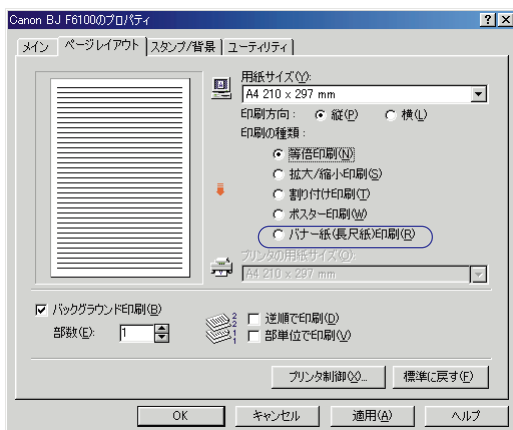 Canon BJ F6100のプロパティ
メイン ページレイアウト スタンプ/背景 ユーティリティ
用紙サイズ(Y):
A4 210 x 297 mm
印刷方向: 縦(P) 横(L)
印刷の種類:
等倍印刷(N)
拡大/縮小印刷(S)
割り付け印刷(T)
ポスター印刷(W)
バナー紙(長尺紙)印刷(R)
プリンタの用紙サイズ(O):
A4 210 x 297 mm
バックグラウンド印刷(B)
部数(E): 1
2 2 1 1
逆順で印刷(D)
部単位で印刷(V)
プリンタ制御(X)... 標準に戻す(F)
OK キャンセル 適用(A) ヘルプ